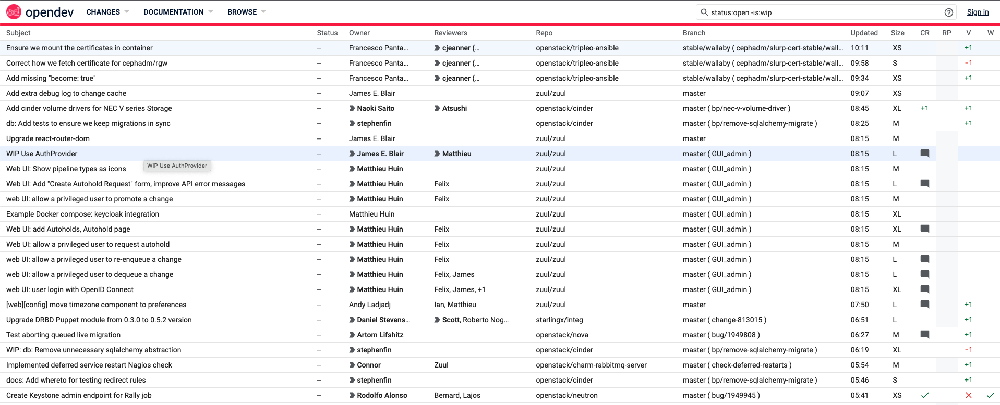 opendev CHANGES DOCUMENTATION BROWSE status:open -is:wip Sign in
Subject Status Owner Reviewers Repo Branch Updated Size CR RP V W
Ensure we mount the certificates in container -- Francesco Panta… cjeanner (… openstack/tripleo-ansible stable/wallaby ( cephadm/slurp-cert-stable/wall… 10:11 XS +1
Correct how we fetch certificate for cephadm/rgw -- Francesco Panta… cjeanner (… openstack/tripleo-ansible stable/wallaby ( cephadm/slurp-cert-stable/wall… 09:58 S -1
Add missing "become: true" -- Francesco Panta… cjeanner (… openstack/tripleo-ansible stable/wallaby ( cephadm/slurp-cert-stable/wall… 09:34 XS +1
Add extra debug log to change cache -- James E. Blair zuul/zuul master 09:07 XS
Add cinder volume drivers for NEC V series Storage -- Naoki Saito Atsushi openstack/cinder master ( bp/nec-v-volume-driver ) 08:45 XL +1 +1
db: Add tests to ensure we keep migrations in sync -- stephenfin openstack/cinder master ( bp/remove-sqlalchemy-migrate ) 08:25 M +1
Upgrade react-router-dom -- James E. Blair zuul/zuul master 08:15 M
WIP Use AuthProvider -- James E. Blair Matthieu zuul/zuul master ( GUI_admin ) 08:15 L
WIP Use AuthProvider
Web UI: Show pipeline types as icons -- Matthieu Huin zuul/zuul master ( GUI_admin ) 08:15 M
Web UI: Add "Create Autohold Request" form, improve API error messages -- Matthieu Huin Felix zuul/zuul master ( GUI_admin ) 08:15 L
web UI: allow a privileged user to promote a change -- Matthieu Huin Felix zuul/zuul master ( GUI_admin ) 08:15 M
Example Docker compose: keycloak integration -- Matthieu Huin zuul/zuul master ( GUI_admin ) 08:15 XL
Web UI: add Autoholds, Autohold page -- Matthieu Huin Felix zuul/zuul master ( GUI_admin ) 08:15 XL
Web UI: allow a privileged user to request autohold -- Matthieu Huin Felix zuul/zuul master ( GUI_admin ) 08:15 M
web UI: allow a privileged user to re-enqueue a change -- Matthieu Huin Felix zuul/zuul master ( GUI_admin ) 08:15 L
web UI: allow a privileged user to dequeue a change -- Matthieu Huin Felix, James zuul/zuul master ( GUI_admin ) 08:15 L
web UI: user login with OpenID Connect -- Matthieu Huin Felix, James, +1 zuul/zuul master ( GUI_admin ) 08:15 XL
[web][config] move timezone component to preferences -- Andy Ladjadj Ian, Matthieu zuul/zuul master 07:50 L +1
Upgrade DRBD Puppet module from 0.3.0 to 0.5.2 version -- Daniel Stevens… Scott, Roberto Nog… starlingx/integ master ( change-813015 ) 06:51 L +1
Test aborting queued live migration -- Artom Lifshitz openstack/nova master ( bug/1949808 ) 06:27 M +1
WIP: db: Remove unnecessary sqlalchemy abstraction -- stephenfin openstack/cinder master ( bp/remove-sqlalchemy-migrate ) 06:19 XL -1
Implemented deferred service restart Nagios check -- Connor Zuul openstack/charm-rabbitmq-server master ( check-deferred-restarts ) 05:54 M +1
docs: Add whereto for testing redirect rules -- stephenfin openstack/cinder master ( bp/remove-sqlalchemy-migrate ) 05:46 S +1
Create Keystone admin endpoint for Rally job -- Rodolfo Alonso Bernard, Lajos openstack/neutron master ( bug/1949945 ) 05:41 XS